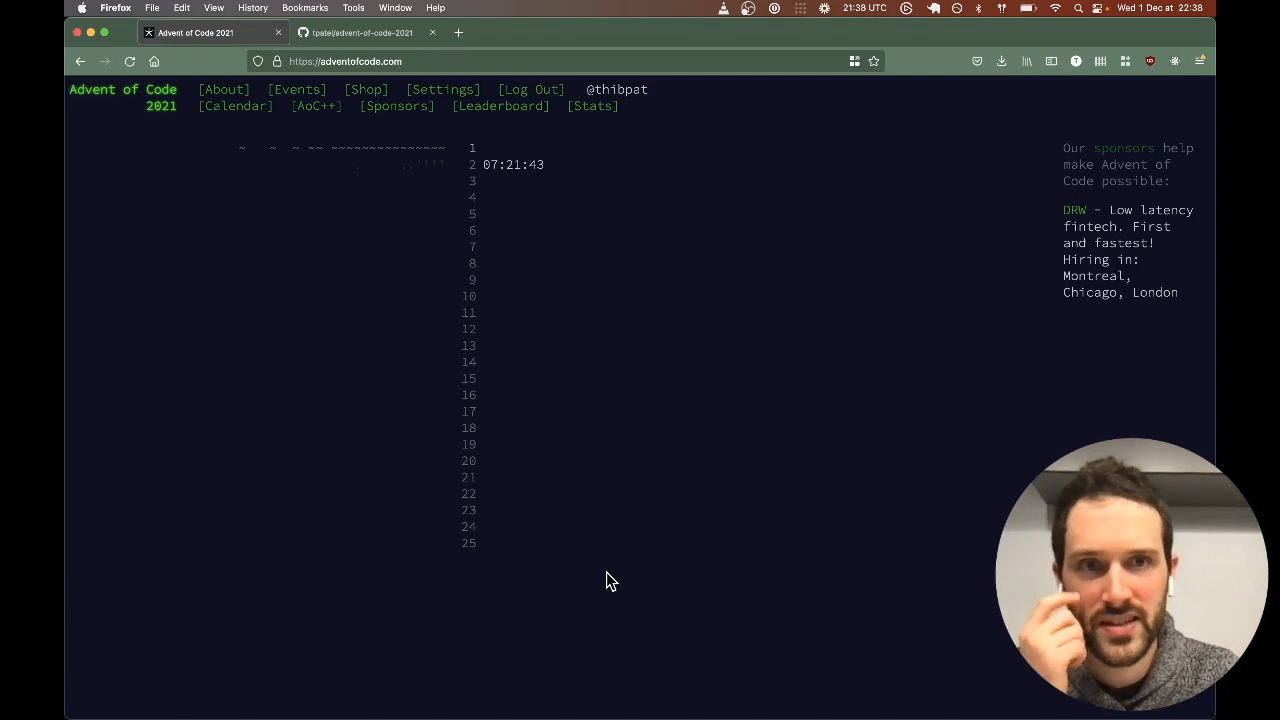 Firefox File Edit View History Bookmarks Tools Window Help 21:38 UTC Wed 1 Dec at 22:38
Advent of Code 2021 tpatel/advent-of-code-2021
https://adventofcode.com
Advent of Code [About] [Events] [Shop] [Settings] [Log Out] @thibpat
2021 [Calendar] [AoC++] [Sponsors] [Leaderboard] [Stats]
~ ~ ~ ~~ ~~~~~~~~~~~~~~~ 1
. ..'''' 2 07:21:43
3
4
5
6
7
8
9
10
11
12
13
14
15
16
17
18
19
20
21
22
23
24
25
Our sponsors help
make Advent of
Code possible:
DRW - Low latency
fintech. First
and fastest!
Hiring in:
Montreal,
Chicago, London